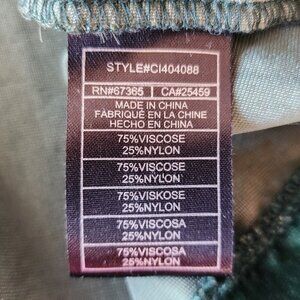 STYLE#CI404088
RN#67365 | CA#25459
MADE IN CHINA
FABRIQUÉ EN LA CHINE
HECHO EN CHINA
75%VISCOSE
25%NYLON
75%VISCOSE
25%NYLON
75%VISKOSE
25%NYLON
75%VISCOSA
25%NYLON
75%VISCOSA
25%NYLON